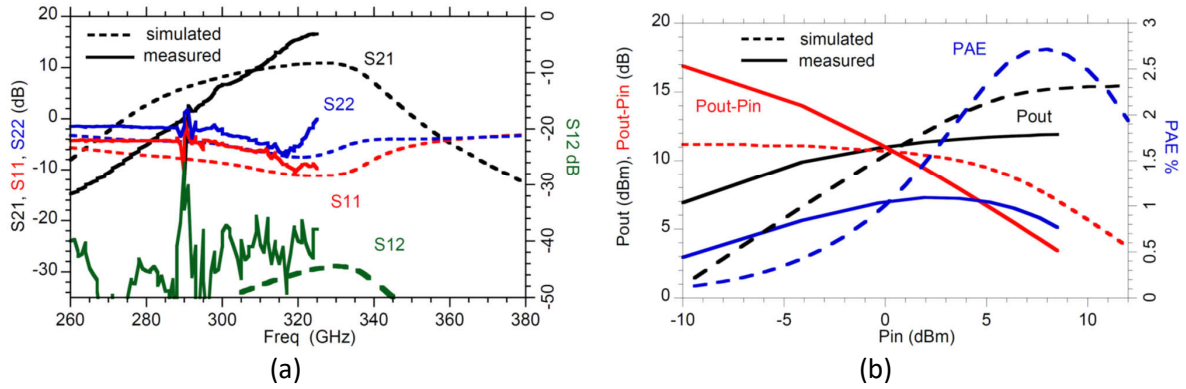 20
15
10
5
0
-10
-20
-30
S21, S11, S22 (dB)
simulated
measured
S21
S22
S11
S12
0
-10
-20
-30
-40
-50
S12 dB
260 280 300 320 340 360 380
Freq (GHz)
(a)
20
15
10
5
0
Pout (dBm), Pout-Pin (dB)
simulated
measured
PAE
Pout-Pin
Pout
3
2.5
2
1.5
1
0.5
0
PAE %
-10 -5 0 5 10
Pin (dBm)
(b)